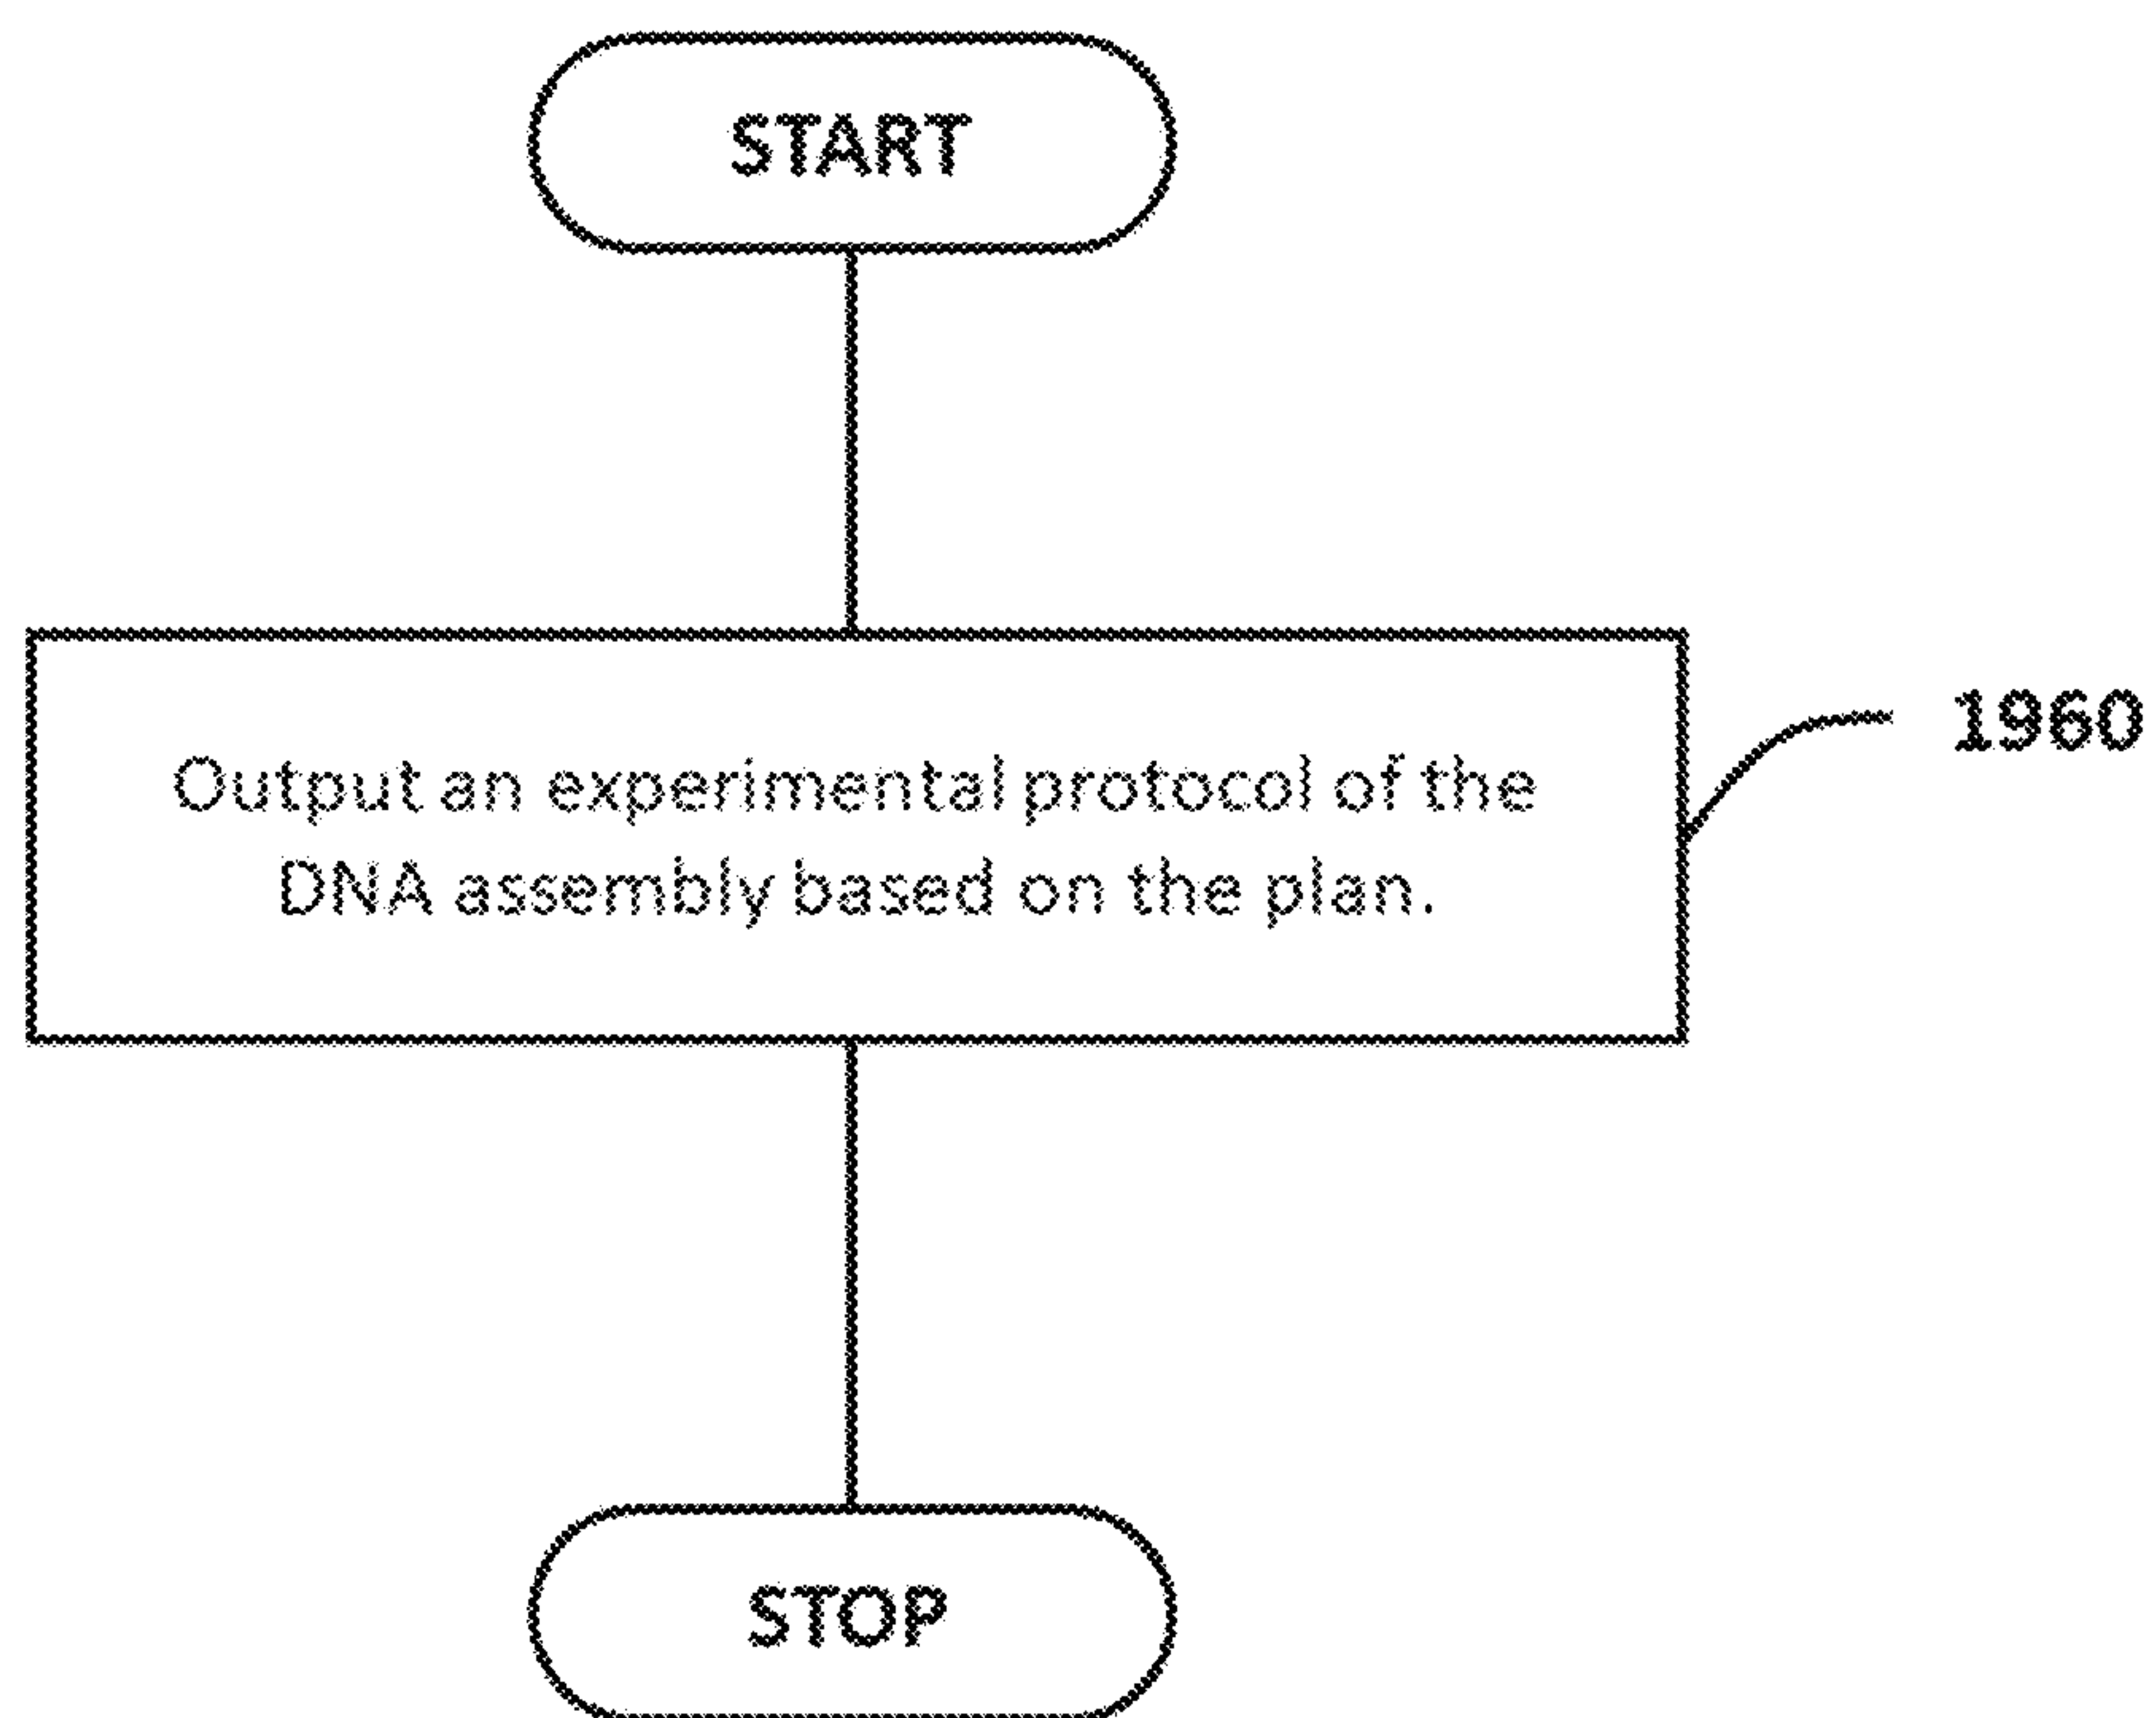 START
1960
Output an experimental protocol of the
DNA assembly based on the plan.
STOP